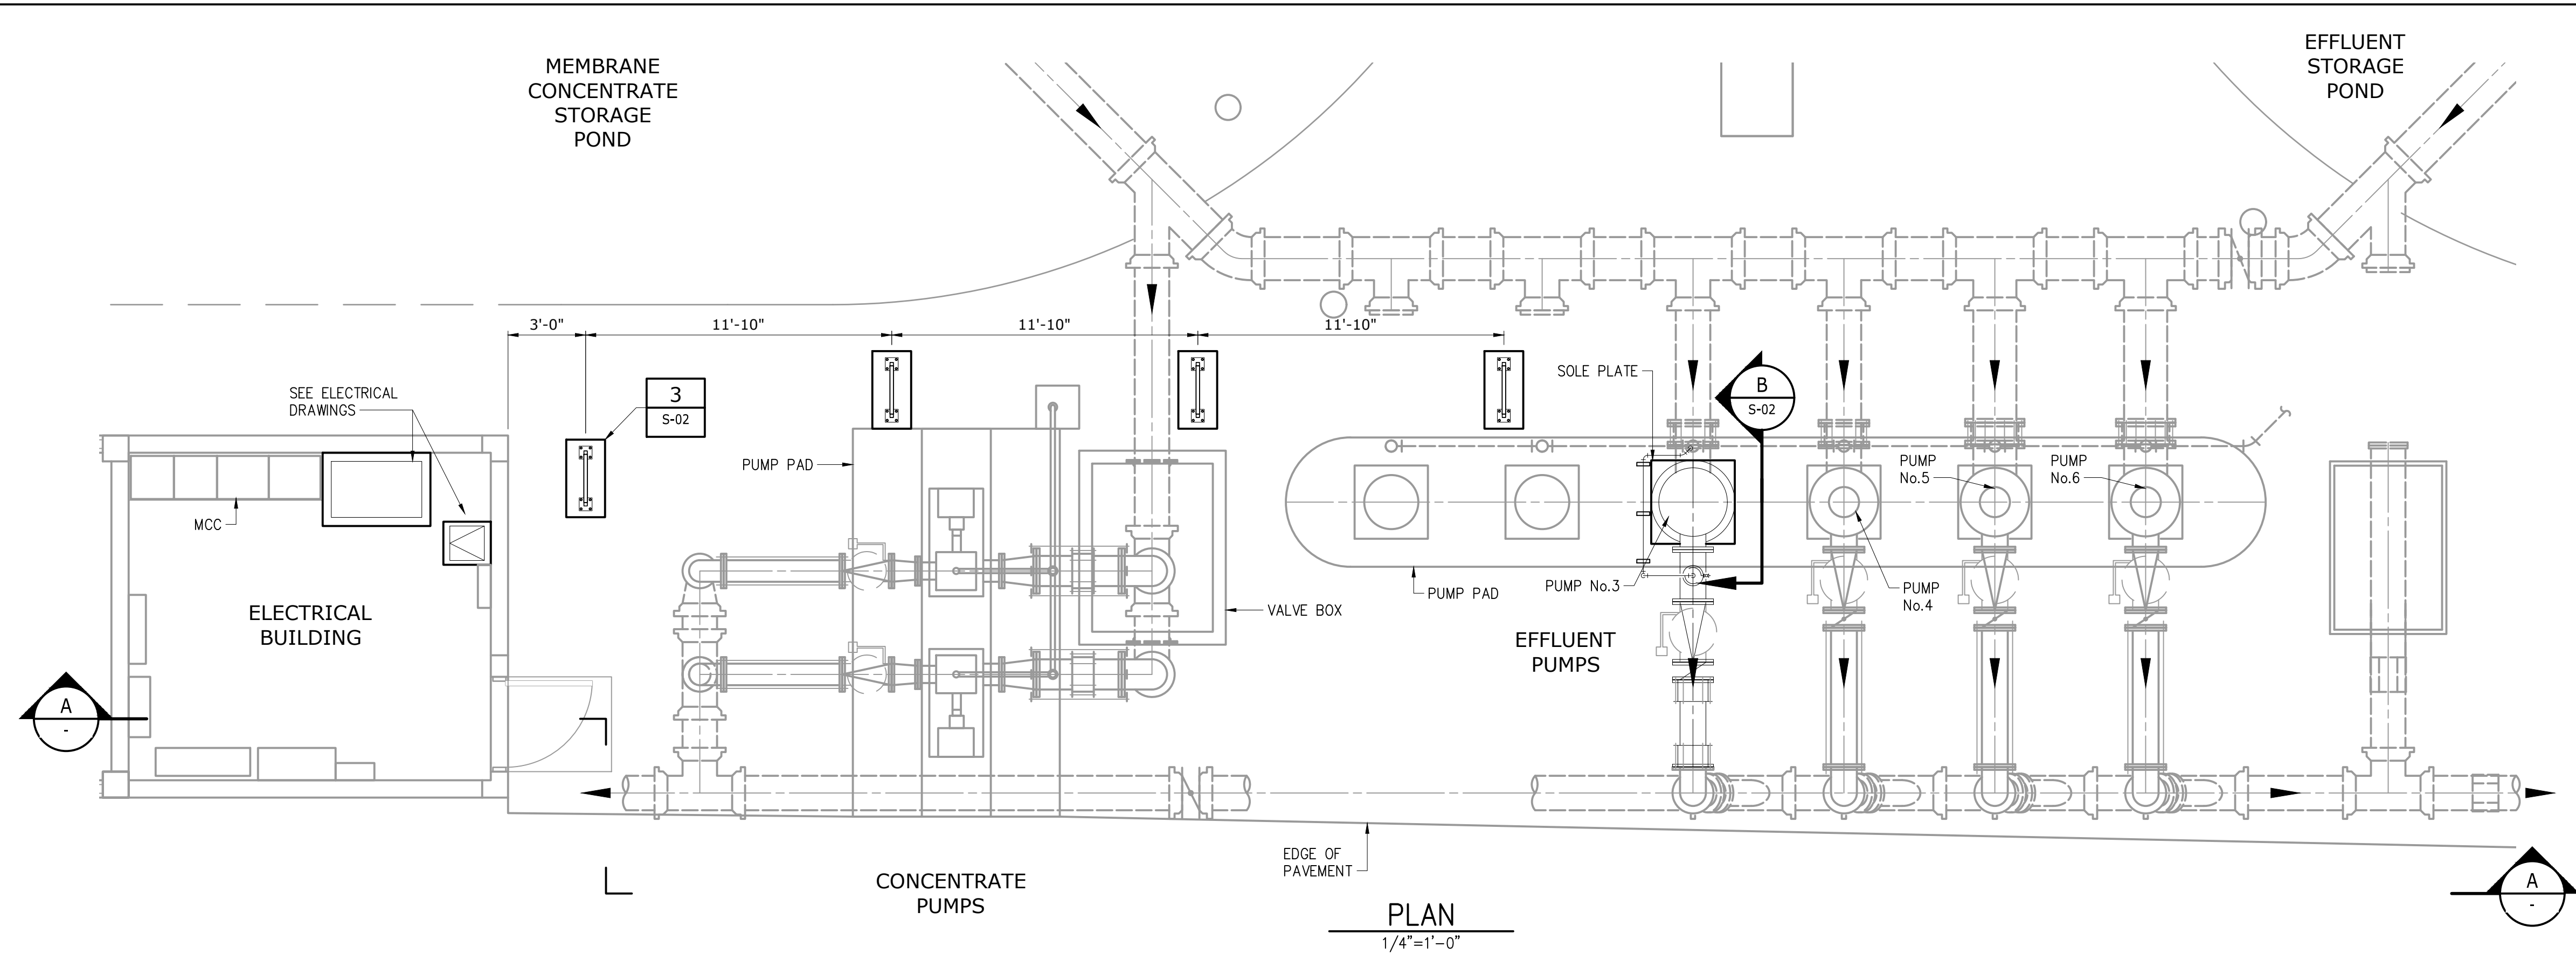 MEMBRANE
CONCENTRATE
STORAGE
POND
EFFLUENT
STORAGE
POND
3'-0"
11'-10"
11'-10"
11'-10"
SEE ELECTRICAL
DRAWINGS
3
S-02
SOLE PLATE
B
S-02
PUMP PAD
MCC
PUMP
No.5
PUMP
No.6
ELECTRICAL
BUILDING
VALVE BOX
PUMP No.3
PUMP PAD
PUMP
No.4
EFFLUENT
PUMPS
A
-
EDGE OF
PAVEMENT
CONCENTRATE
PUMPS
A
-
PLAN
1/4"=1'-0"